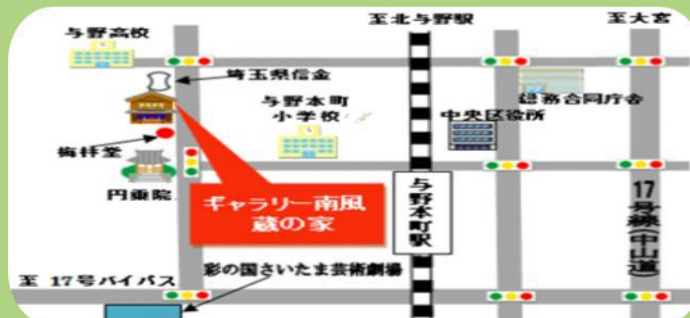 与野高校
至北与野駅
至大宮
埼玉県信金
与野本町
小学校
総務合同庁舎
中央区役所
梅林堂
円乗院
ギャラリー南風
蔵の家
与野本町駅
17号線(中山道)
彩の国さいたま芸術劇場
至 17号バイパス